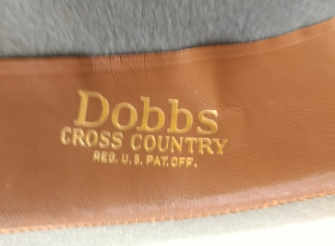 Dobbs
CROSS COUNTRY
REG. U.S. PAT. OFF.